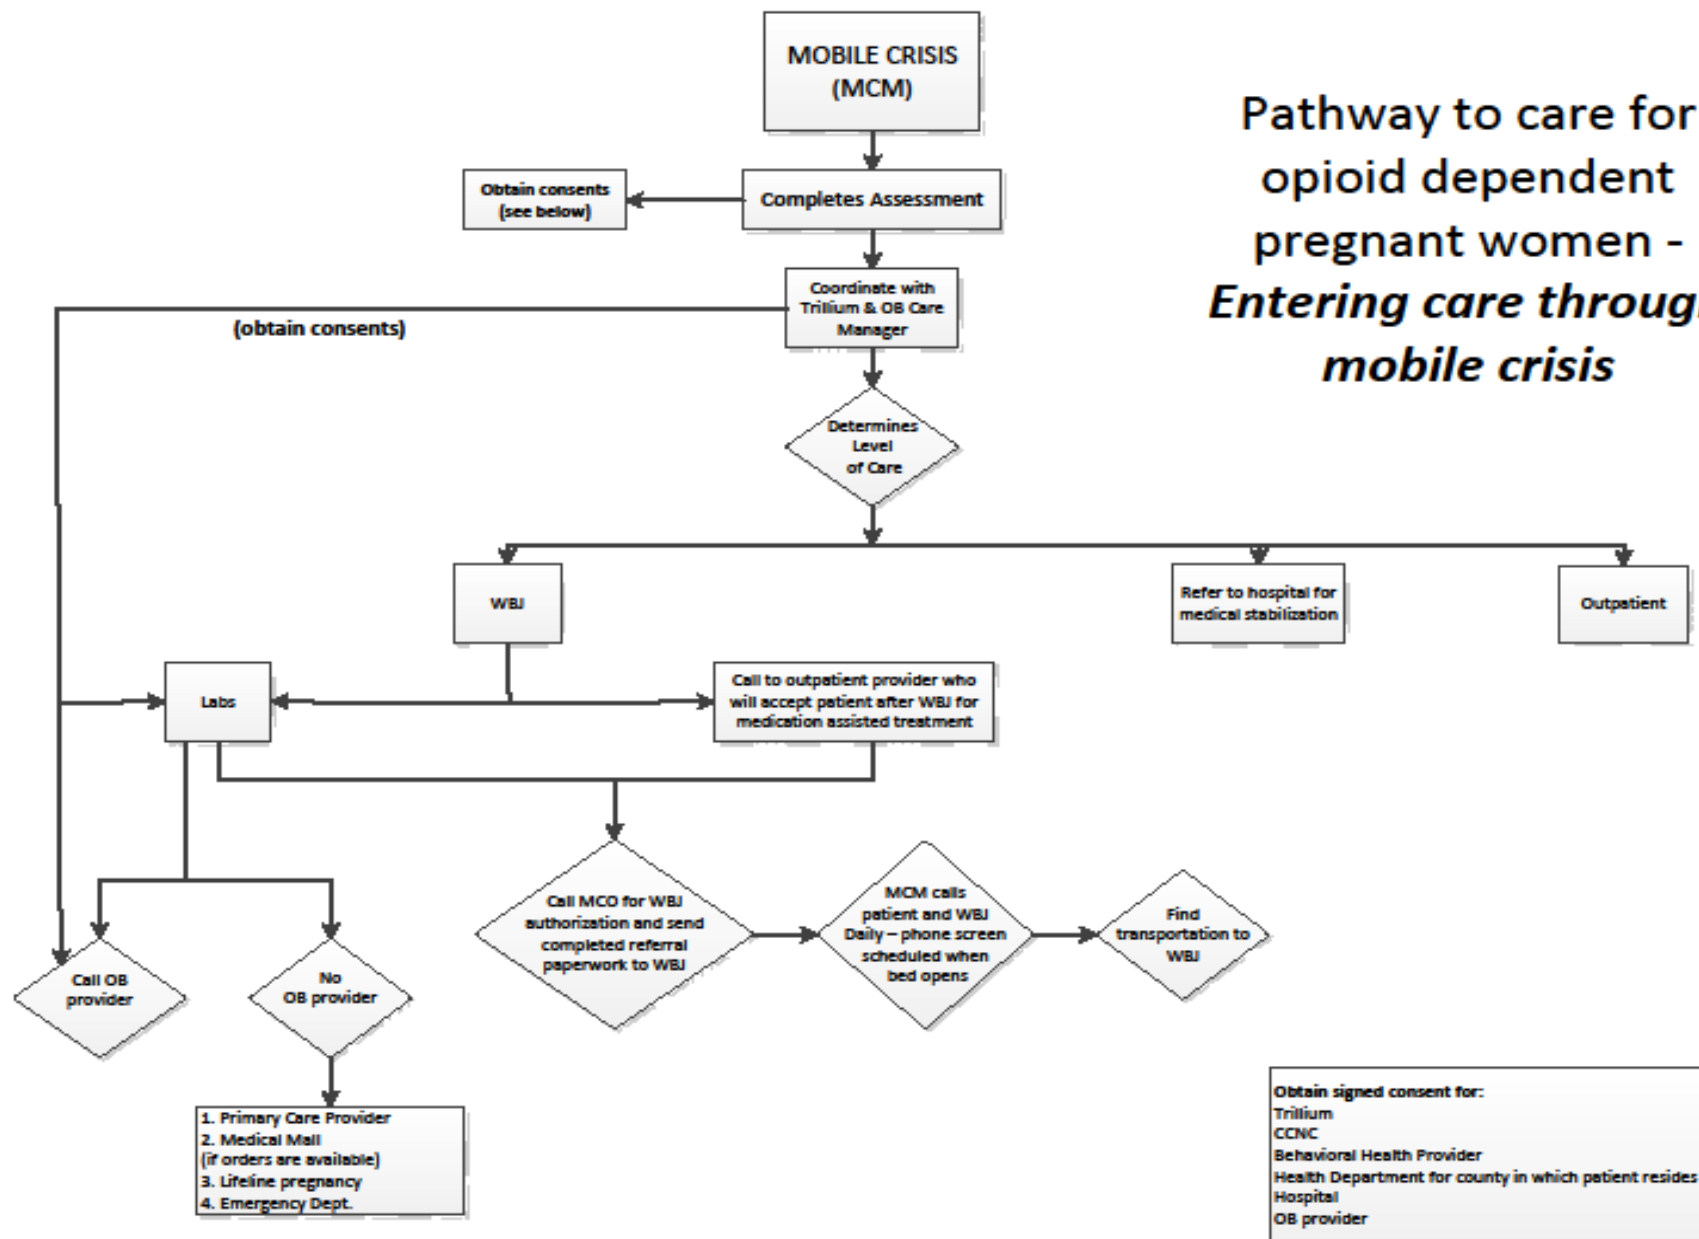 MOBILE CRISIS
(MCM)
Pathway to care for
opioid dependent
pregnant women -
Entering care through
mobile crisis
Obtain consents
(see below)
Completes Assessment
Coordinate with
Trillium & OB Care
Manager
(obtain consents)
Determines
Level
of Care
WBJ
Refer to hospital for
medical stabilization
Outpatient
Labs
Call to outpatient provider who
will accept patient after WBJ for
medication assisted treatment
Call OB
provider
No
OB provider
Call MCO for WBJ
authorization and send
completed referral
paperwork to WBJ
MCM calls
patient and WBJ
Daily – phone screen
scheduled when
bed opens
Find
transportation to
WBJ
1. Primary Care Provider
2. Medical Mall
(if orders are available)
3. Lifeline pregnancy
4. Emergency Dept.
Obtain signed consent for:
Trillium
CCNC
Behavioral Health Provider
Health Department for county in which patient resides
Hospital
OB provider